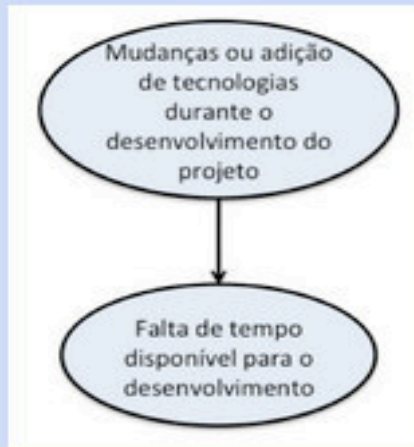 Mudanças ou adição
de tecnologias
durante o
desenvolvimento do
projeto
Falta de tempo
disponível para o
desenvolvimento